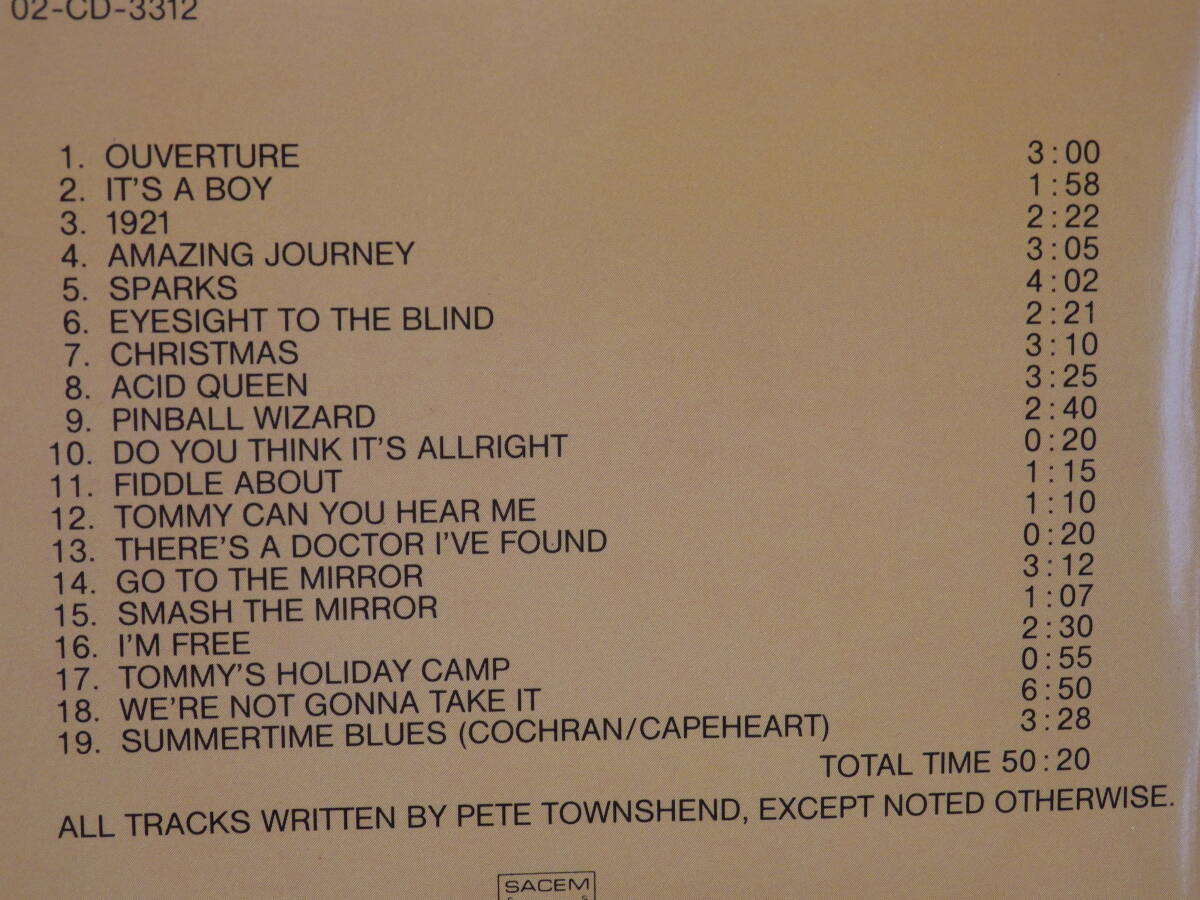 02-CD-3312
1. OUVERTURE 3:00
2. IT'S A BOY 1:58
3. 1921 2:22
4. AMAZING JOURNEY 3:05
5. SPARKS 4:02
6. EYESIGHT TO THE BLIND 2:21
7. CHRISTMAS 3:10
8. ACID QUEEN 3:25
9. PINBALL WIZARD 2:40
10. DO YOU THINK IT'S ALLRIGHT 0:20
11. FIDDLE ABOUT 1:15
12. TOMMY CAN YOU HEAR ME 1:10
13. THERE'S A DOCTOR I'VE FOUND 0:20
14. GO TO THE MIRROR 3:12
15. SMASH THE MIRROR 1:07
16. I'M FREE 2:30
17. TOMMY'S HOLIDAY CAMP 0:55
18. WE'RE NOT GONNA TAKE IT 6:50
19. SUMMERTIME BLUES (COCHRAN/CAPEHEART) 3:28
TOTAL TIME 50:20
ALL TRACKS WRITTEN BY PETE TOWNSHEND, EXCEPT NOTED OTHERWISE.
SACEM